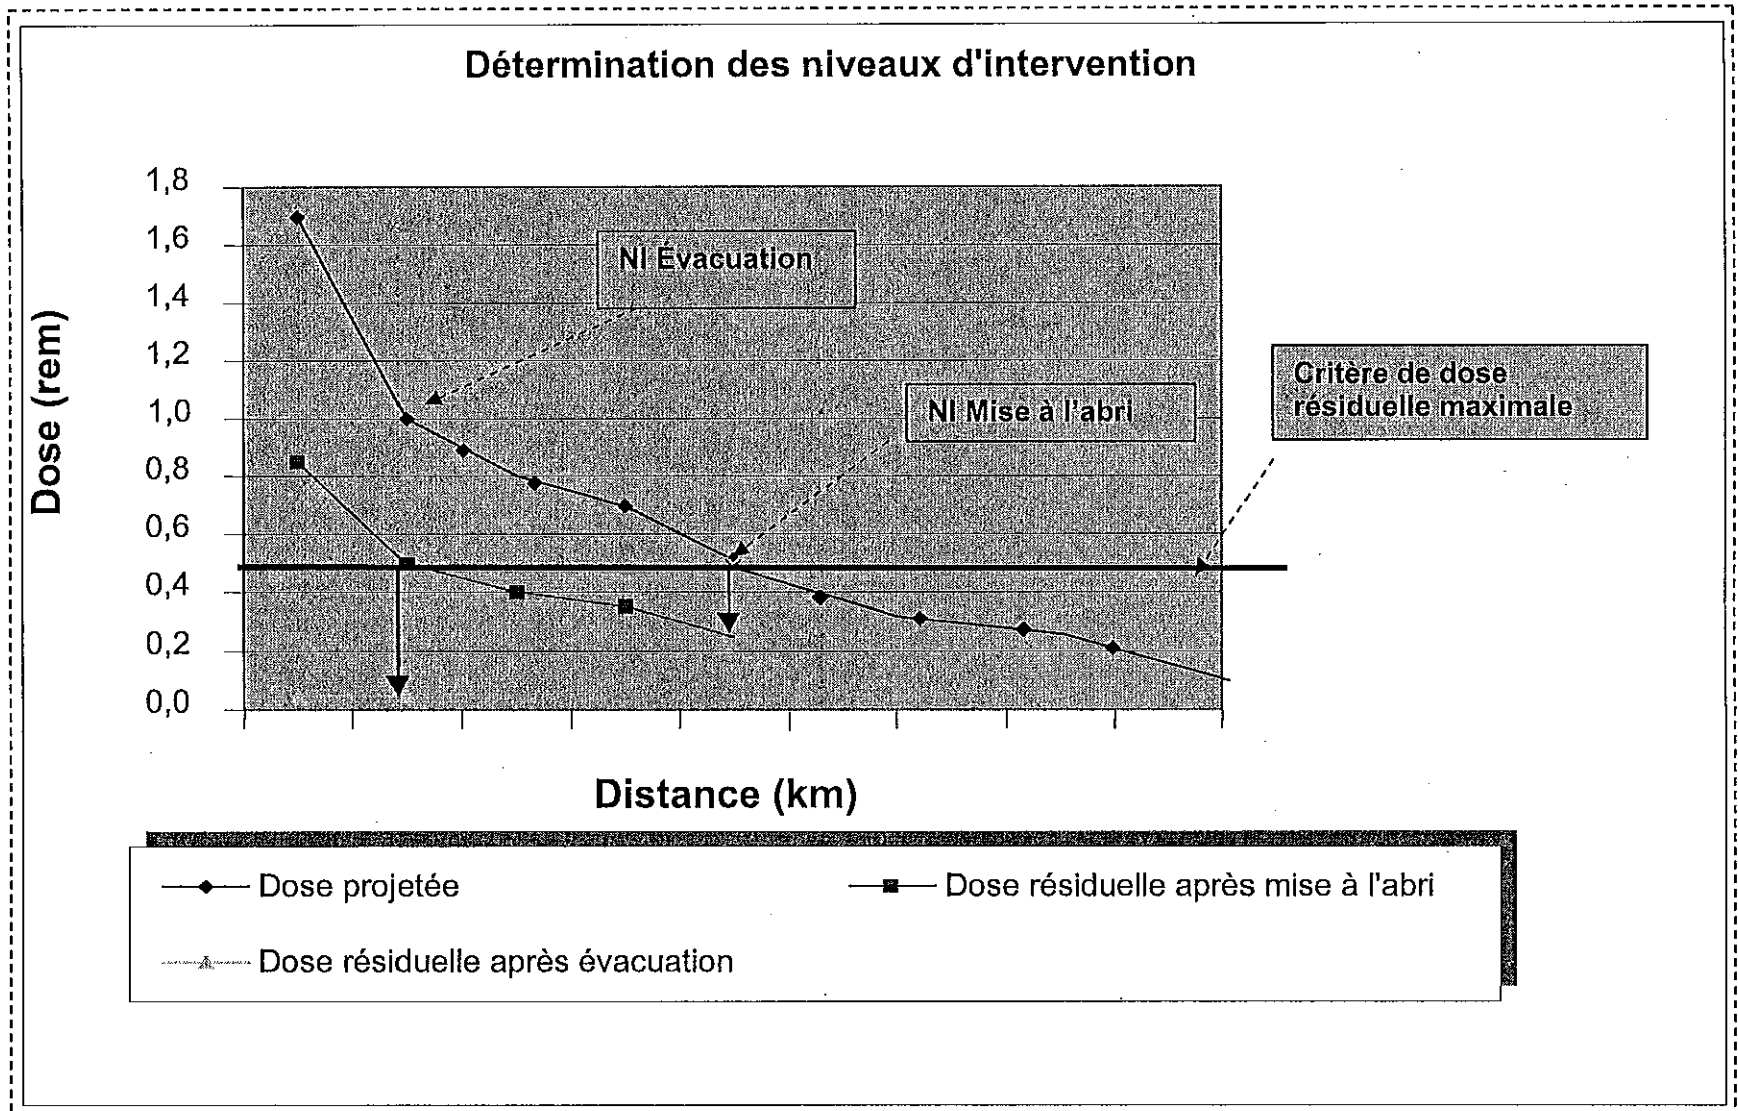 Détermination des niveaux d'intervention
1,8
1,6
1,4
1,2
1,0
0,8
0,6
0,4
0,2
0,0
Dose (rem)
NI Évacuation
NI Mise à l'abri
Critère de dose
résiduelle maximale
Distance (km)
Dose projetée
Dose résiduelle après mise à l'abri
Dose résiduelle après évacuation